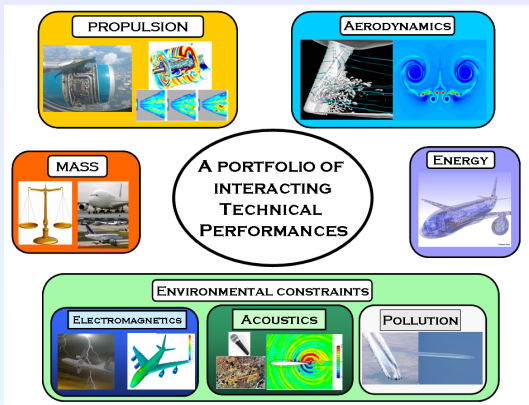 PROPULSION
AERODYNAMICS
MASS
A PORTFOLIO OF
INTERACTING
TECHNICAL
PERFORMANCES
ENERGY
ENVIRONMENTAL CONSTRAINTS
ELECTROMAGNETICS
ACOUSTICS
POLLUTION